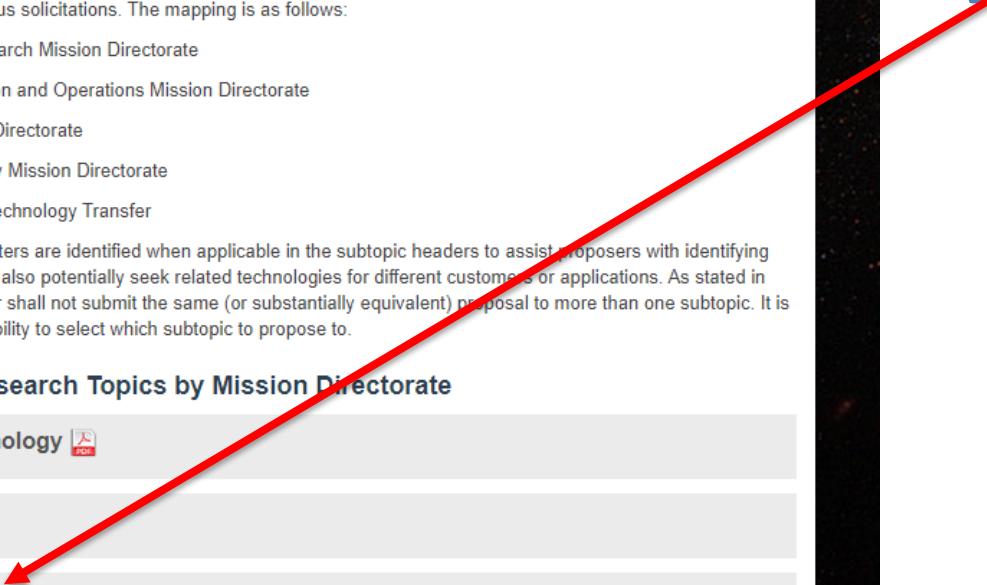 us solicitations. The mapping is as follows:
arch Mission Directorate
n and Operations Mission Directorate
Directorate
Mission Directorate
echnology Transfer
ters are identified when applicable in the subtopic headers to assist proposers with identifying
also potentially seek related technologies for different customers or applications. As stated in
shall not submit the same (or substantially equivalent) proposal to more than one subtopic. It is
bility to select which subtopic to propose to.
search Topics by Mission Directorate
nology
PDF